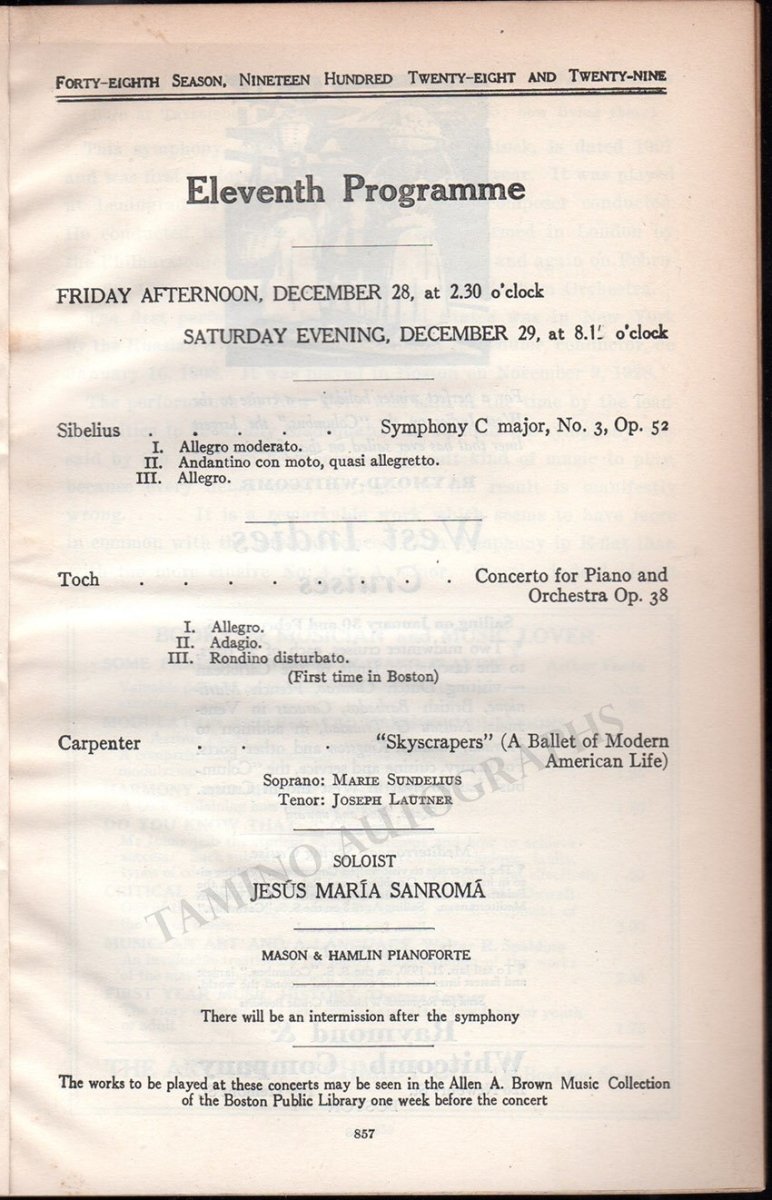 FORTY-EIGHTH SEASON, NINETEEN HUNDRED TWENTY-EIGHT AND TWENTY-NINE
Eleventh Programme
FRIDAY AFTERNOON, DECEMBER 28, at 2.30 o'clock
SATURDAY EVENING, DECEMBER 29, at 8.15 o'clock
Sibelius . . . . . Symphony C major, No. 3, Op. 52
I. Allegro moderato.
II. Andantino con moto, quasi allegretto.
III. Allegro.
Toch . . . . . . . . Concerto for Piano and
Orchestra Op. 38
I. Allegro.
II. Adagio.
III. Rondino disturbato.
(First time in Boston)
Carpenter . . . . "Skyscrapers" (A Ballet of Modern
American Life)
Soprano: MARIE SUNDELIUS
Tenor: JOSEPH LAUTNER
SOLOIST
JESÚS MARÍA SANROMÁ
MASON & HAMLIN PIANOFORTE
There will be an intermission after the symphony
The works to be played at these concerts may be seen in the Allen A. Brown Music Collection
of the Boston Public Library one week before the concert
857
TAMINO AUTOGRAPHS